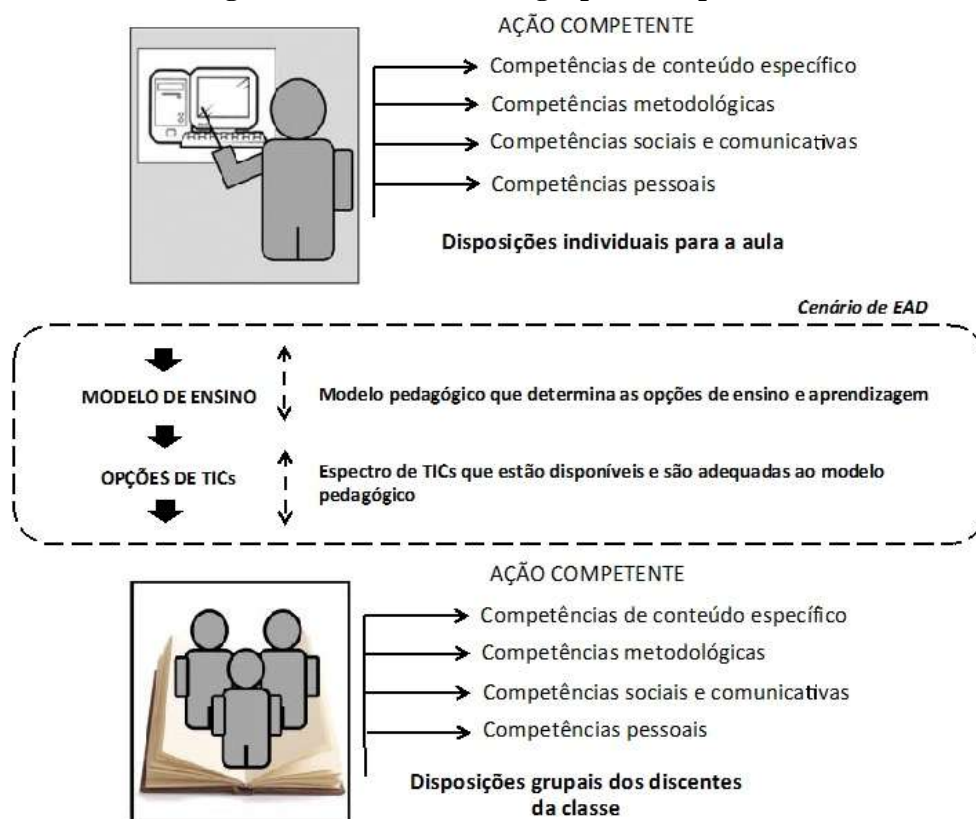 AÇÃO COMPETENTE
Competências de conteúdo específico
Competências metodológicas
Competências sociais e comunicativas
Competências pessoais
Disposições individuais para a aula
Cenário de EAD
MODELO DE ENSINO
Modelo pedagógico que determina as opções de ensino e aprendizagem
OPÇÕES DE TICs
Espectro de TICs que estão disponíveis e são adequadas ao modelo
pedagógico
AÇÃO COMPETENTE
Competências de conteúdo específico
Competências metodológicas
Competências sociais e comunicativas
Competências pessoais
Disposições grupais dos discentes
da classe